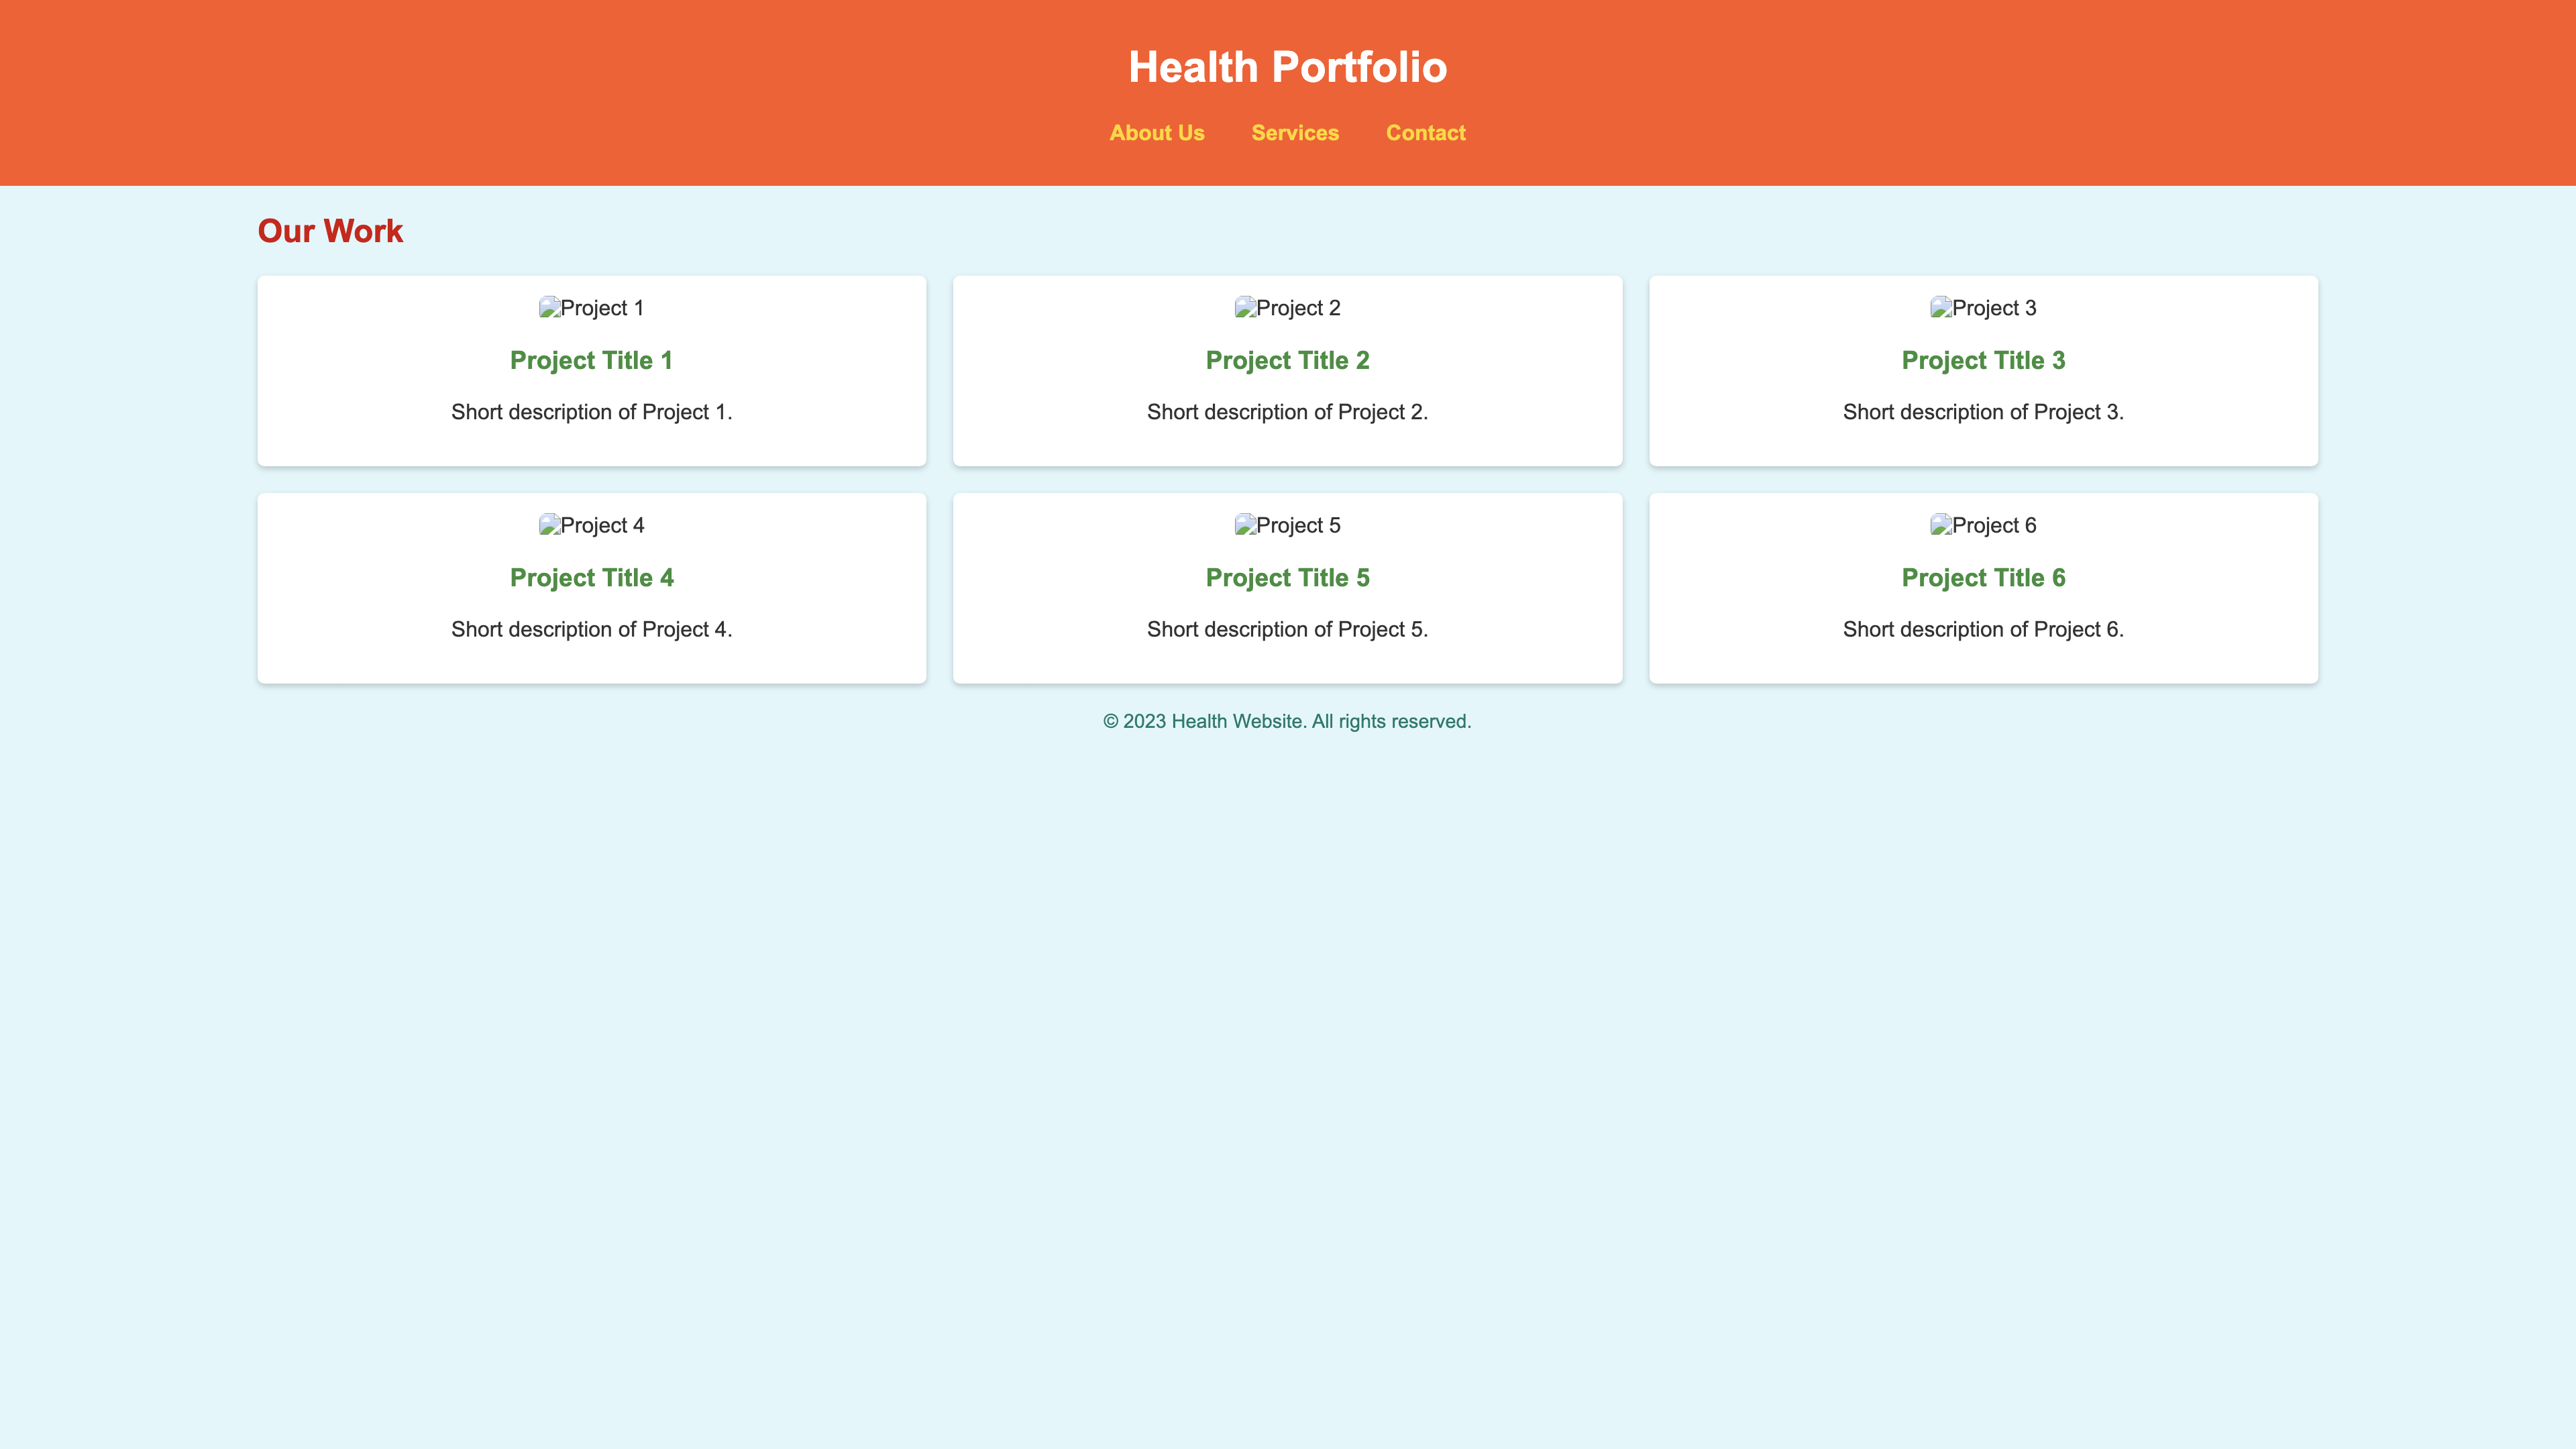 Health Portfolio
About Us Services Contact
Our Work
Project 1
Project Title 1
Short description of Project 1.
Project 2
Project Title 2
Short description of Project 2.
Project 3
Project Title 3
Short description of Project 3.
Project 4
Project Title 4
Short description of Project 4.
Project 5
Project Title 5
Short description of Project 5.
Project 6
Project Title 6
Short description of Project 6.
© 2023 Health Website. All rights reserved.